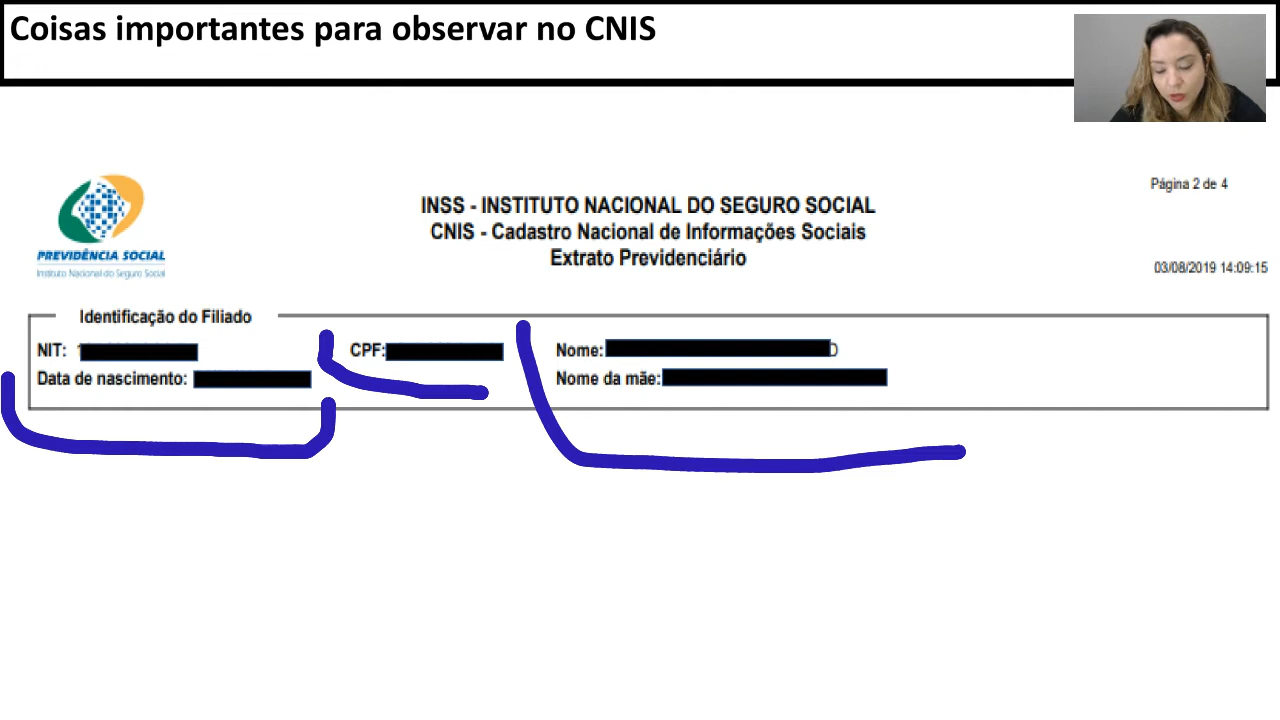 Coisas importantes para observar no CNIS
Página 2 de 4
INSS - INSTITUTO NACIONAL DO SEGURO SOCIAL
CNIS - Cadastro Nacional de Informações Sociais
Extrato Previdenciário
PREVIDÊNCIA SOCIAL
Instituto Nacional do Seguro Social
03/08/2019 14:09:15
Identificação do Filiado
NIT: CPF: Nome:
Data de nascimento: Nome da mãe: